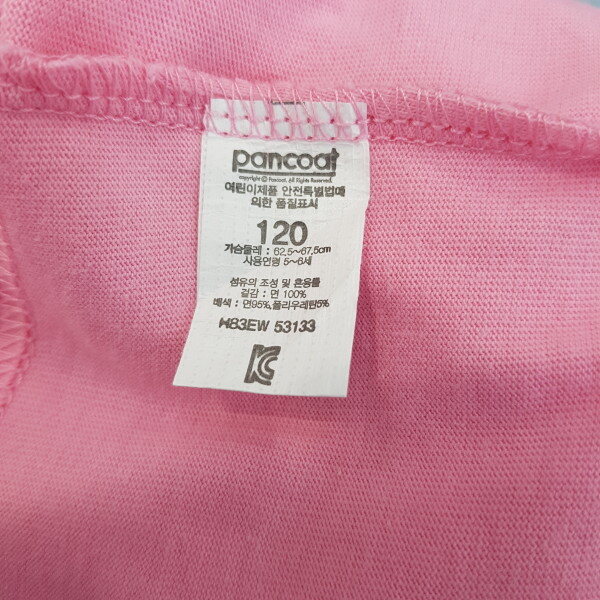 pancoat
copyright © Pancoat. All Rights Reserved.
어린이제품 안전특별법에
의한 품질표시
120
가슴둘레 : 62.5~67.5cm
사용연령 5~6세
섬유의 조성 및 혼용률
겉감 : 면 100%
배색 : 면95%,폴리우레탄5%
H83EW 53133
KC